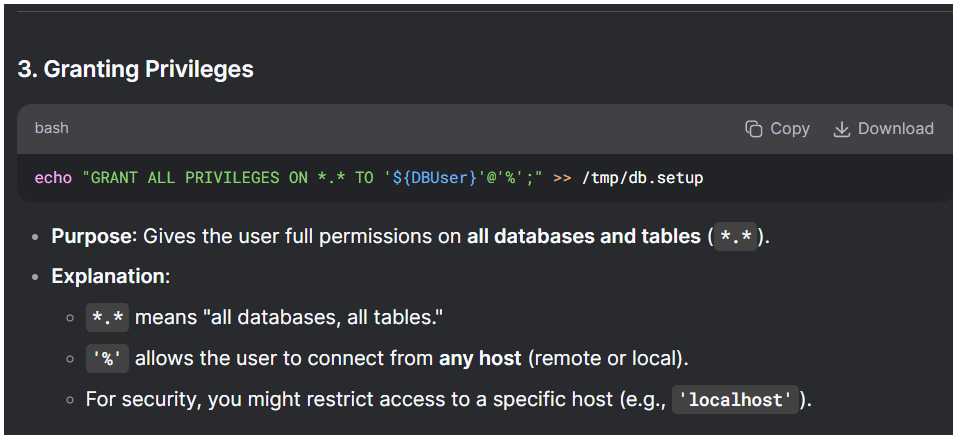 3. Granting Privileges
bash
Copy
Download
echo "GRANT ALL PRIVILEGES ON *.* TO '${DBUser}'@'%';" >> /tmp/db.setup
• Purpose: Gives the user full permissions on all databases and tables (*.*).
• Explanation:
◦ *.* means "all databases, all tables."
◦ '%' allows the user to connect from any host (remote or local).
◦ For security, you might restrict access to a specific host (e.g., 'localhost').